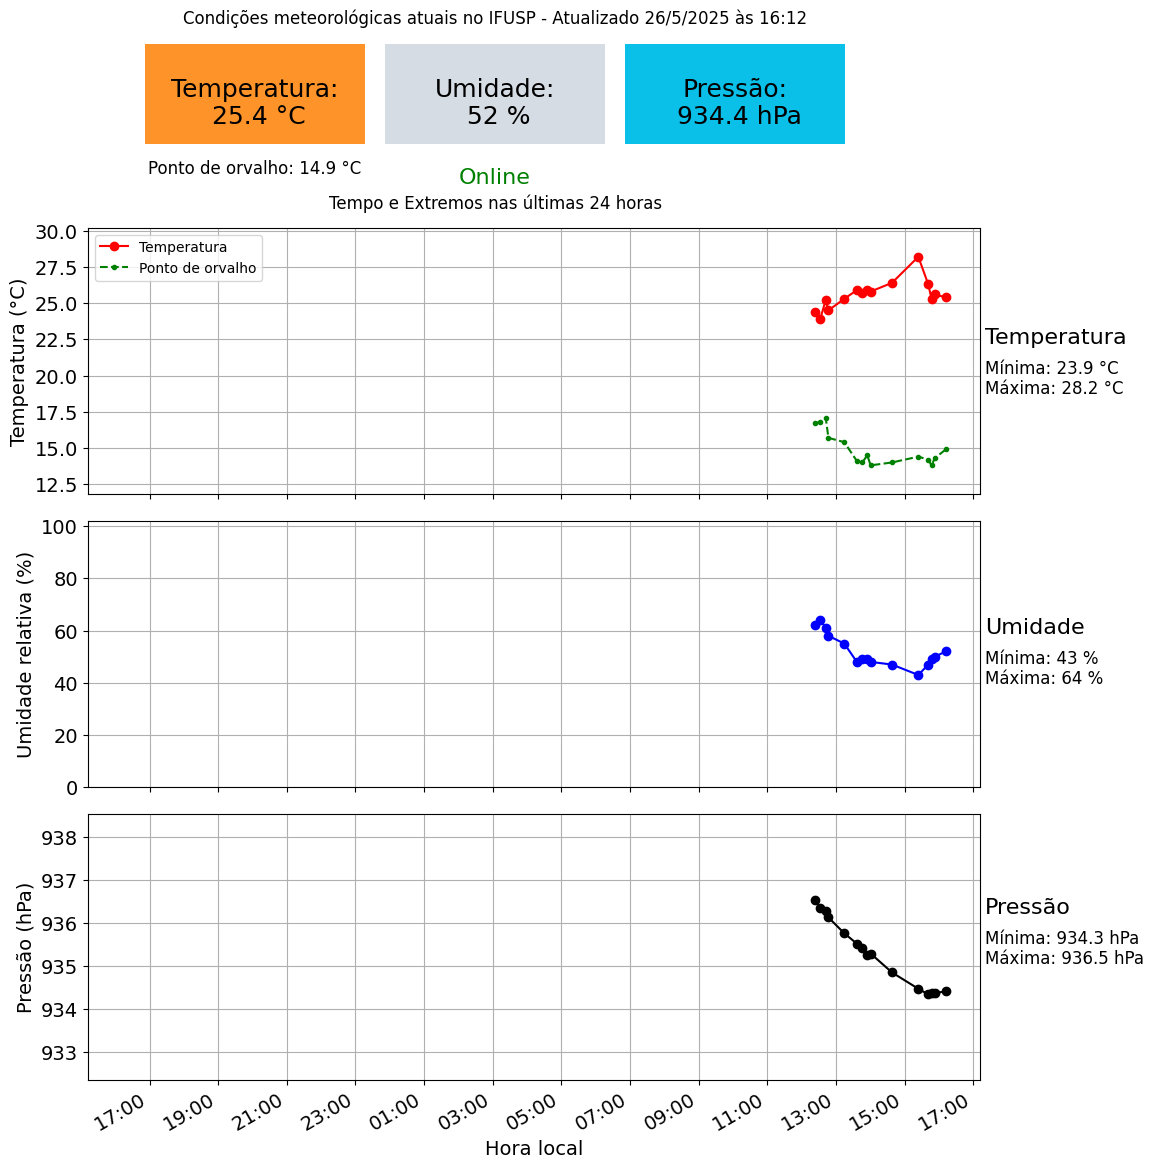 Condições meteorológicas atuais no IFUSP - Atualizado 26/5/2025 às 16:12
Temperatura:
25.4 °C
Umidade:
52 %
Pressão:
934.4 hPa
Ponto de orvalho: 14.9 °C
Online
Tempo e Extremos nas últimas 24 horas
Temperatura (°C)
30.0
27.5
25.0
22.5
20.0
17.5
15.0
12.5
Temperatura
Ponto de orvalho
Temperatura
Mínima: 23.9 °C
Máxima: 28.2 °C
Umidade relativa (%)
100
80
60
40
20
0
Umidade
Mínima: 43 %
Máxima: 64 %
Pressão (hPa)
938
937
936
935
934
933
Pressão
Mínima: 934.3 hPa
Máxima: 936.5 hPa
17:00
19:00
21:00
23:00
01:00
03:00
05:00
07:00
09:00
11:00
13:00
15:00
17:00
Hora local